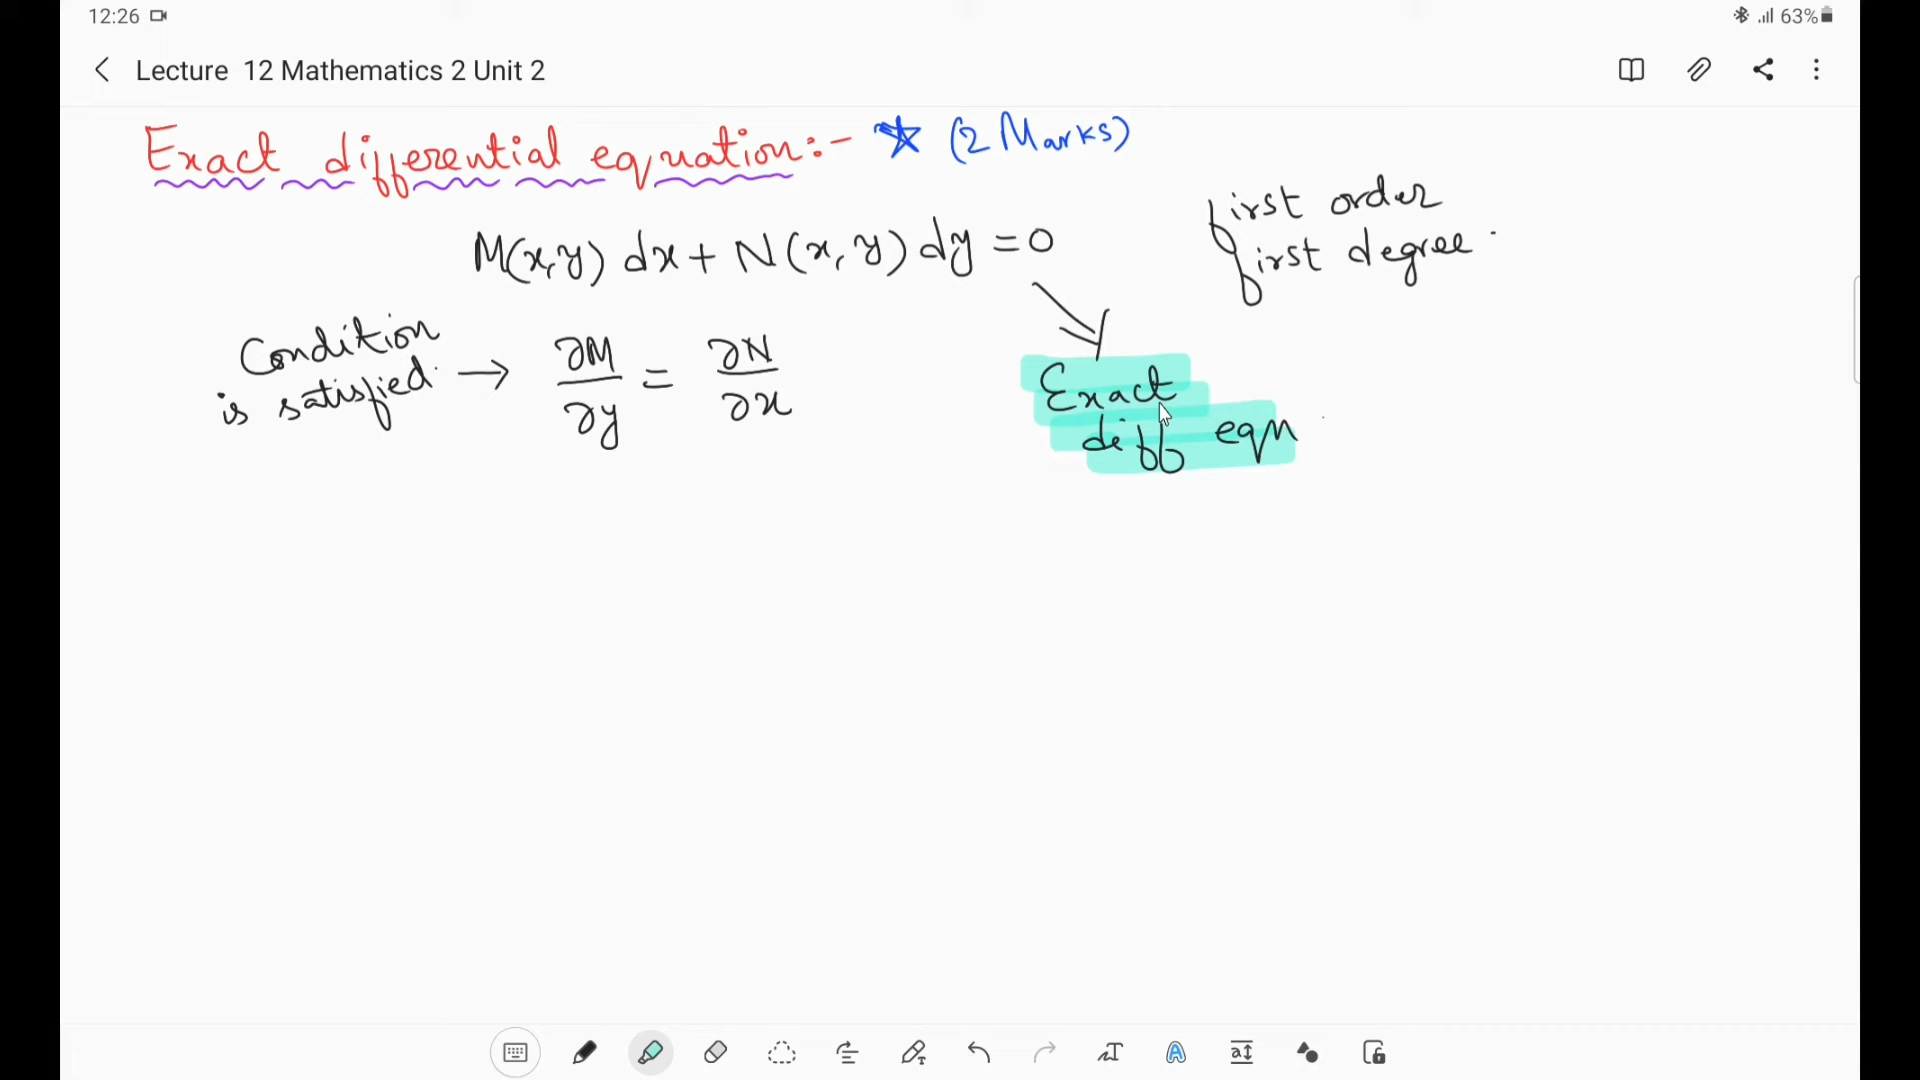 12:26
63%
Lecture 12 Mathematics 2 Unit 2
Exact differential equation:- ☆ (2 Marks)
M(x,y) dx + N(x,y) dy = 0
first order
first degree.
Condition is satisfied. → ∂M/∂y = ∂N/∂x
Exact
diff eqn